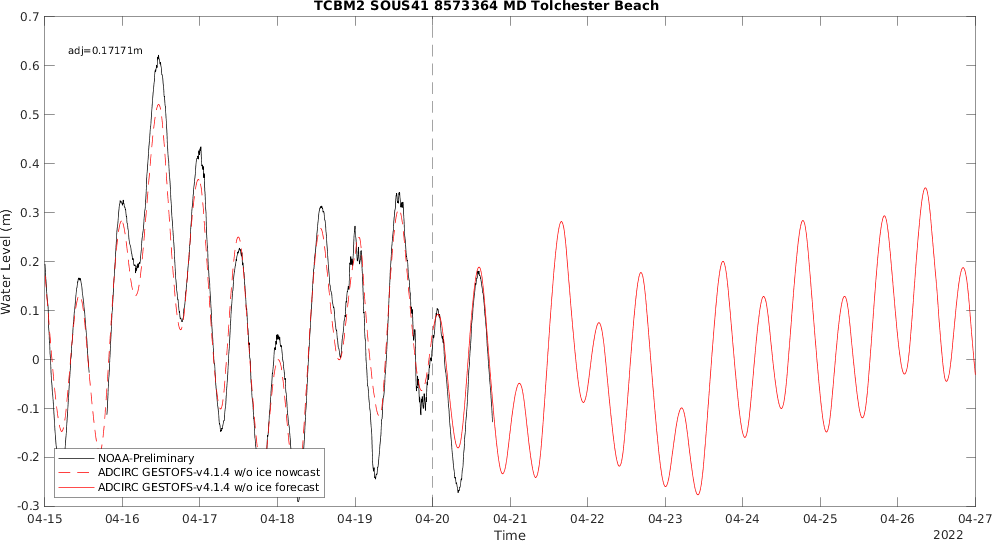 TCBM2 SOUS41 8573364 MD Tolchester Beach
adj=0.17171m
0.7
0.6
0.5
0.4
0.3
0.2
0.1
0
-0.1
-0.2
-0.3
Water Level (m)
NOAA-Preliminary
ADCIRC GESTOFS-v4.1.4 w/o ice nowcast
ADCIRC GESTOFS-v4.1.4 w/o ice forecast
04-15 04-16 04-17 04-18 04-19 04-20 04-21 04-22 04-23 04-24 04-25 04-26 04-27
Time
2022